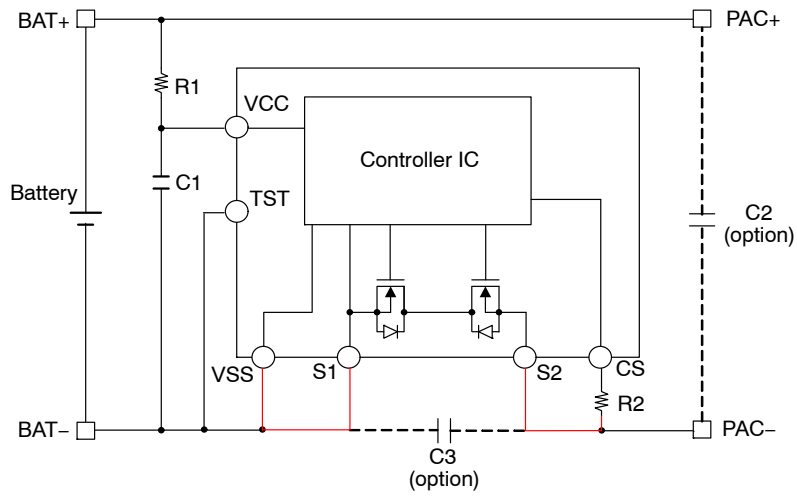 BAT+
PAC+
R1
VCC
Controller IC
C1
Battery
TST
C2
(option)
VSS
S1
S2
CS
R2
BAT−
PAC−
C3
(option)